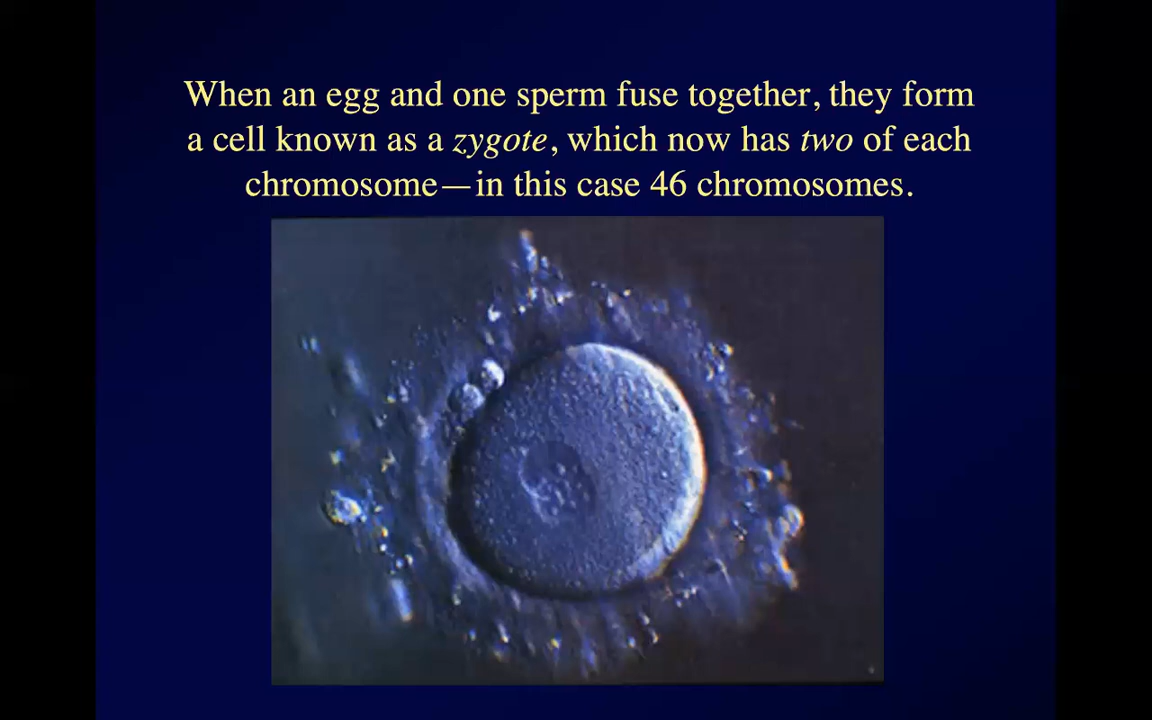 When an egg and one sperm fuse together, they form
a cell known as a zygote, which now has two of each
chromosome—in this case 46 chromosomes.